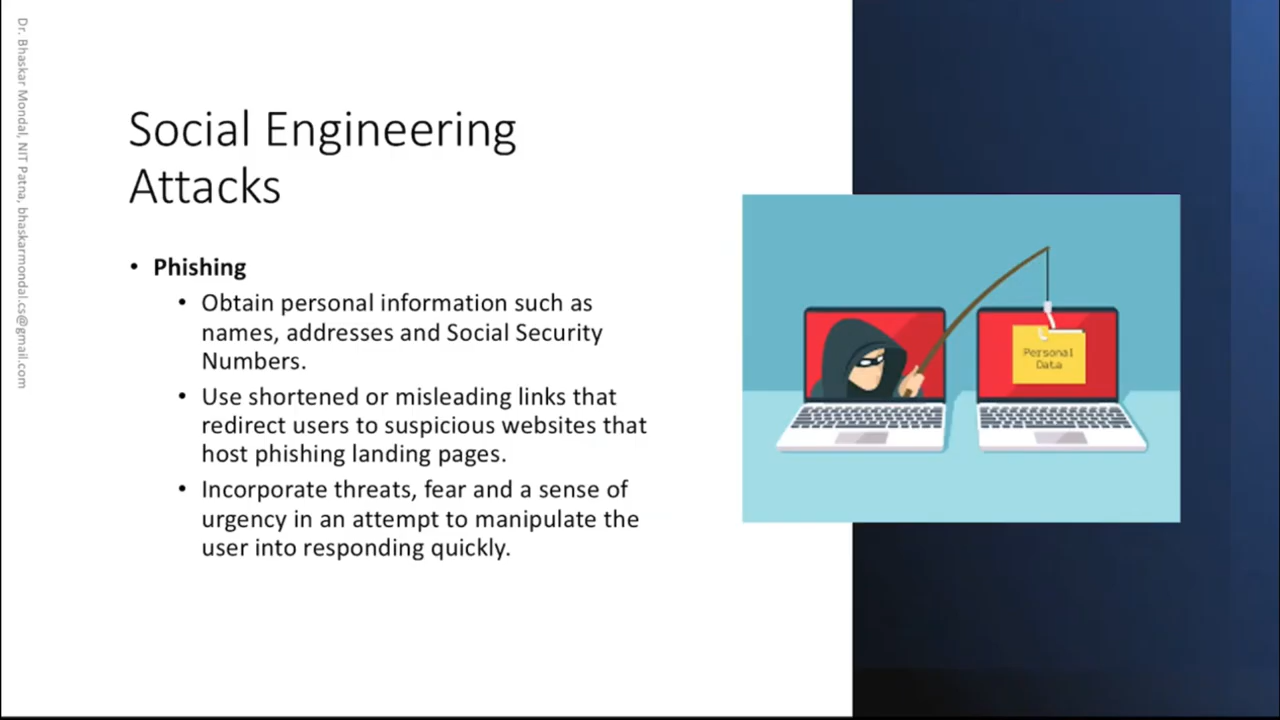 Dr. Bhaskar Mondal, NIT Patna, bhaskarmondal.cs@gmail.com
Social Engineering
Attacks
• Phishing
• Obtain personal information such as
names, addresses and Social Security
Numbers.
• Use shortened or misleading links that
redirect users to suspicious websites that
host phishing landing pages.
• Incorporate threats, fear and a sense of
urgency in an attempt to manipulate the
user into responding quickly.
Personal
Data